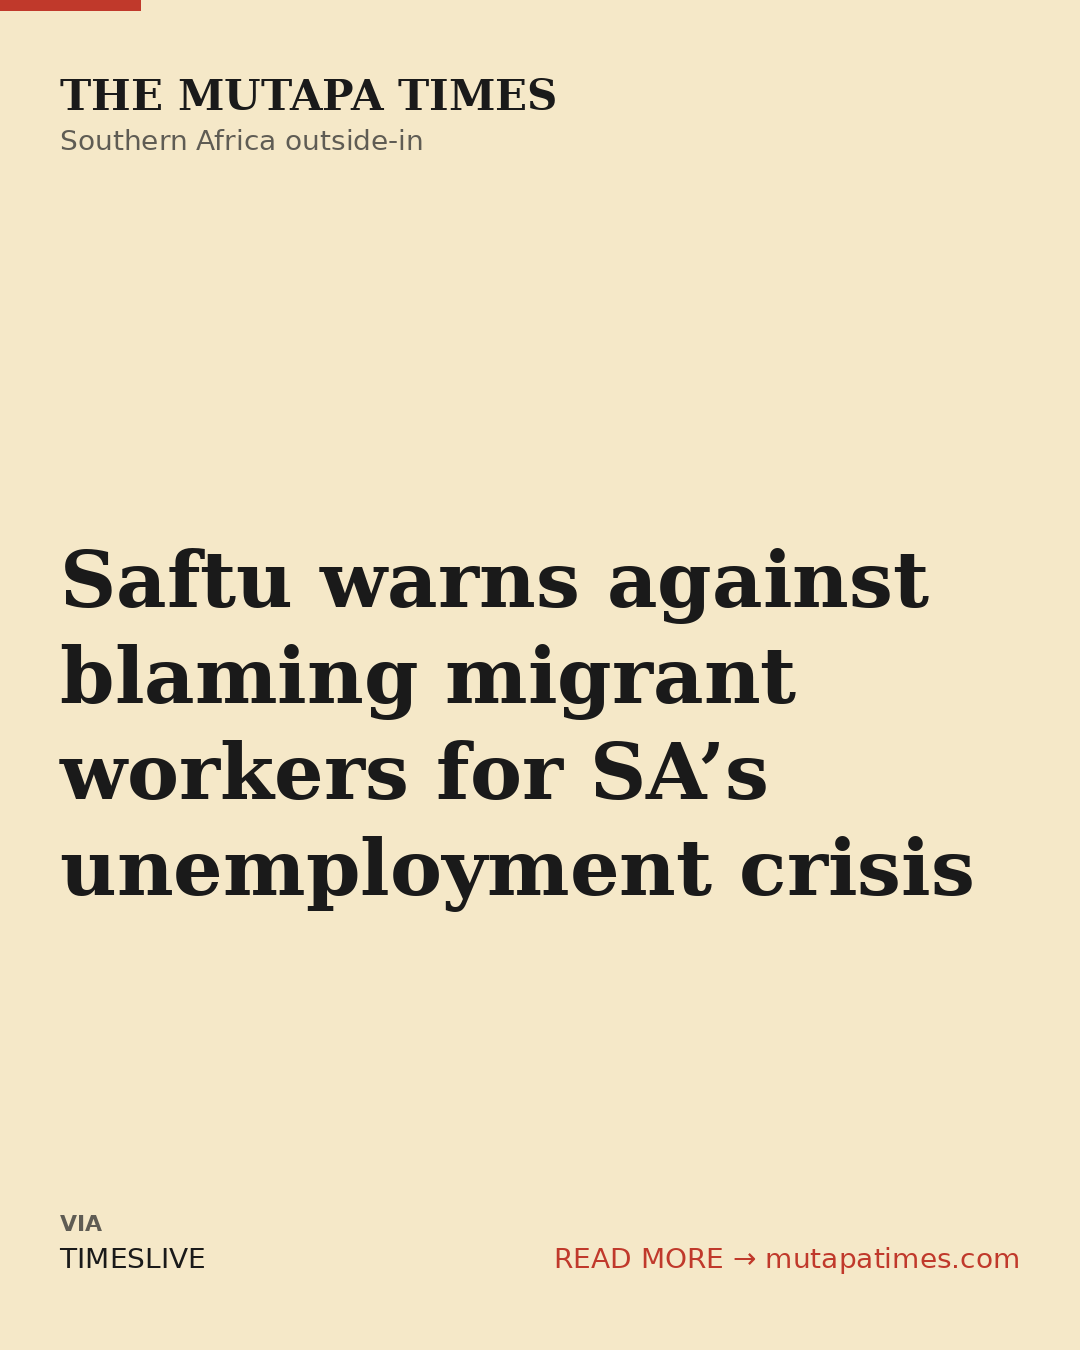 THE MUTAPA TIMES
Southern Africa outside-in
Saftu warns against
blaming migrant
workers for SA’s
unemployment crisis
VIA
TIMESLIVE
READ MORE → mutapatimes.com